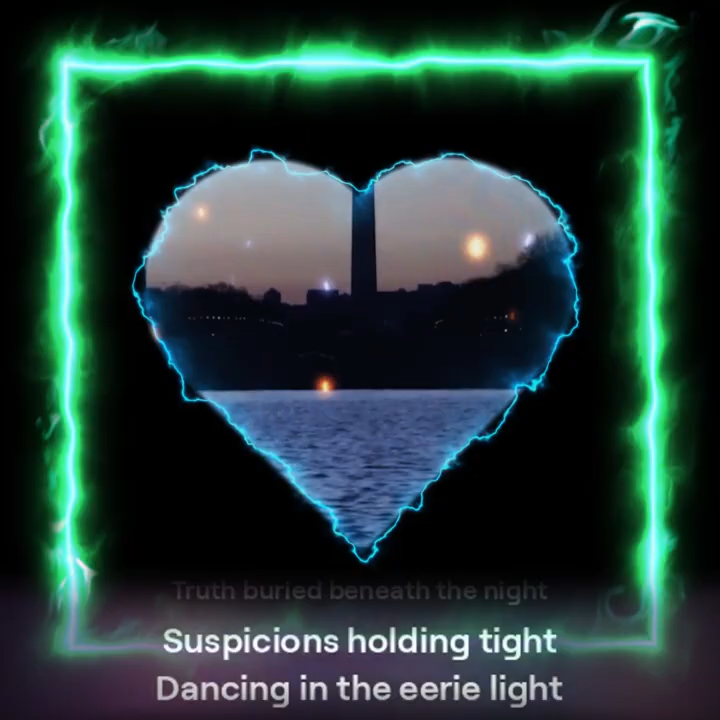 Truth buried beneath the night
Suspicions holding tight
Dancing in the eerie light